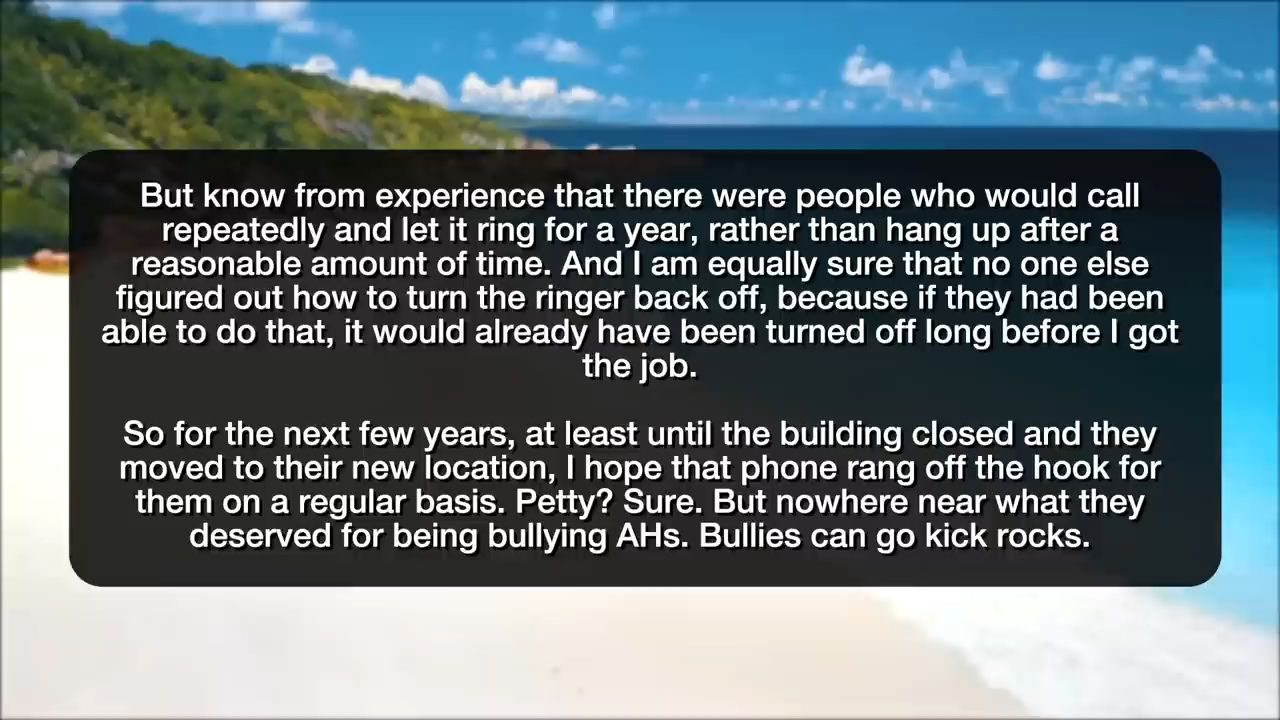 But know from experience that there were people who would call
repeatedly and let it ring for a year, rather than hang up after a
reasonable amount of time. And I am equally sure that no one else
figured out how to turn the ringer back off, because if they had been
able to do that, it would already have been turned off long before I got
the job.
So for the next few years, at least until the building closed and they
moved to their new location, I hope that phone rang off the hook for
them on a regular basis. Petty? Sure. But nowhere near what they
deserved for being bullying AHs. Bullies can go kick rocks.